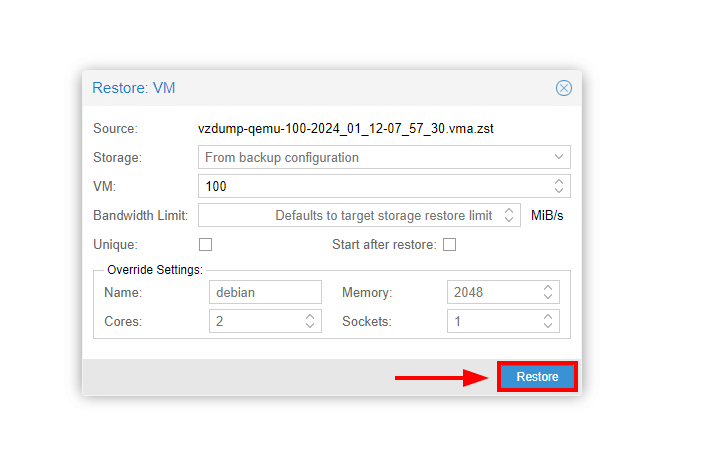 Restore: VM
Source: vzdump-qemu-100-2024_01_12-07_57_30.vma.zst
Storage: From backup configuration
VM: 100
Bandwidth Limit: Defaults to target storage restore limit MiB/s
Unique: Start after restore:
Override Settings:
Name: debian Memory: 2048
Cores: 2 Sockets: 1
Restore